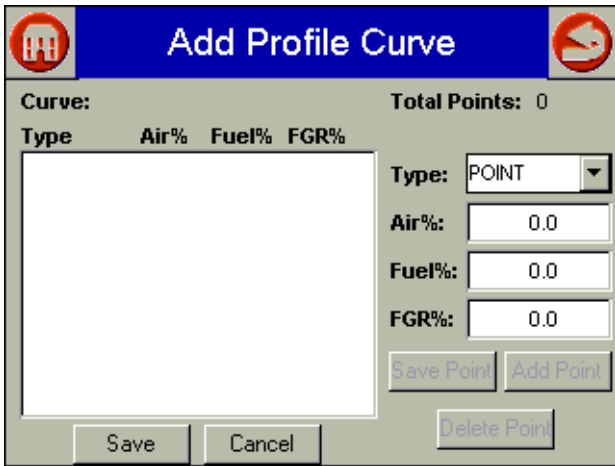 Add Profile Curve
Curve:
Total Points: 0
Type Air% Fuel% FGR%
Type: POINT
Air%: 0.0
Fuel%: 0.0
FGR%: 0.0
Save Point Add Point
Delete Point
Save Cancel